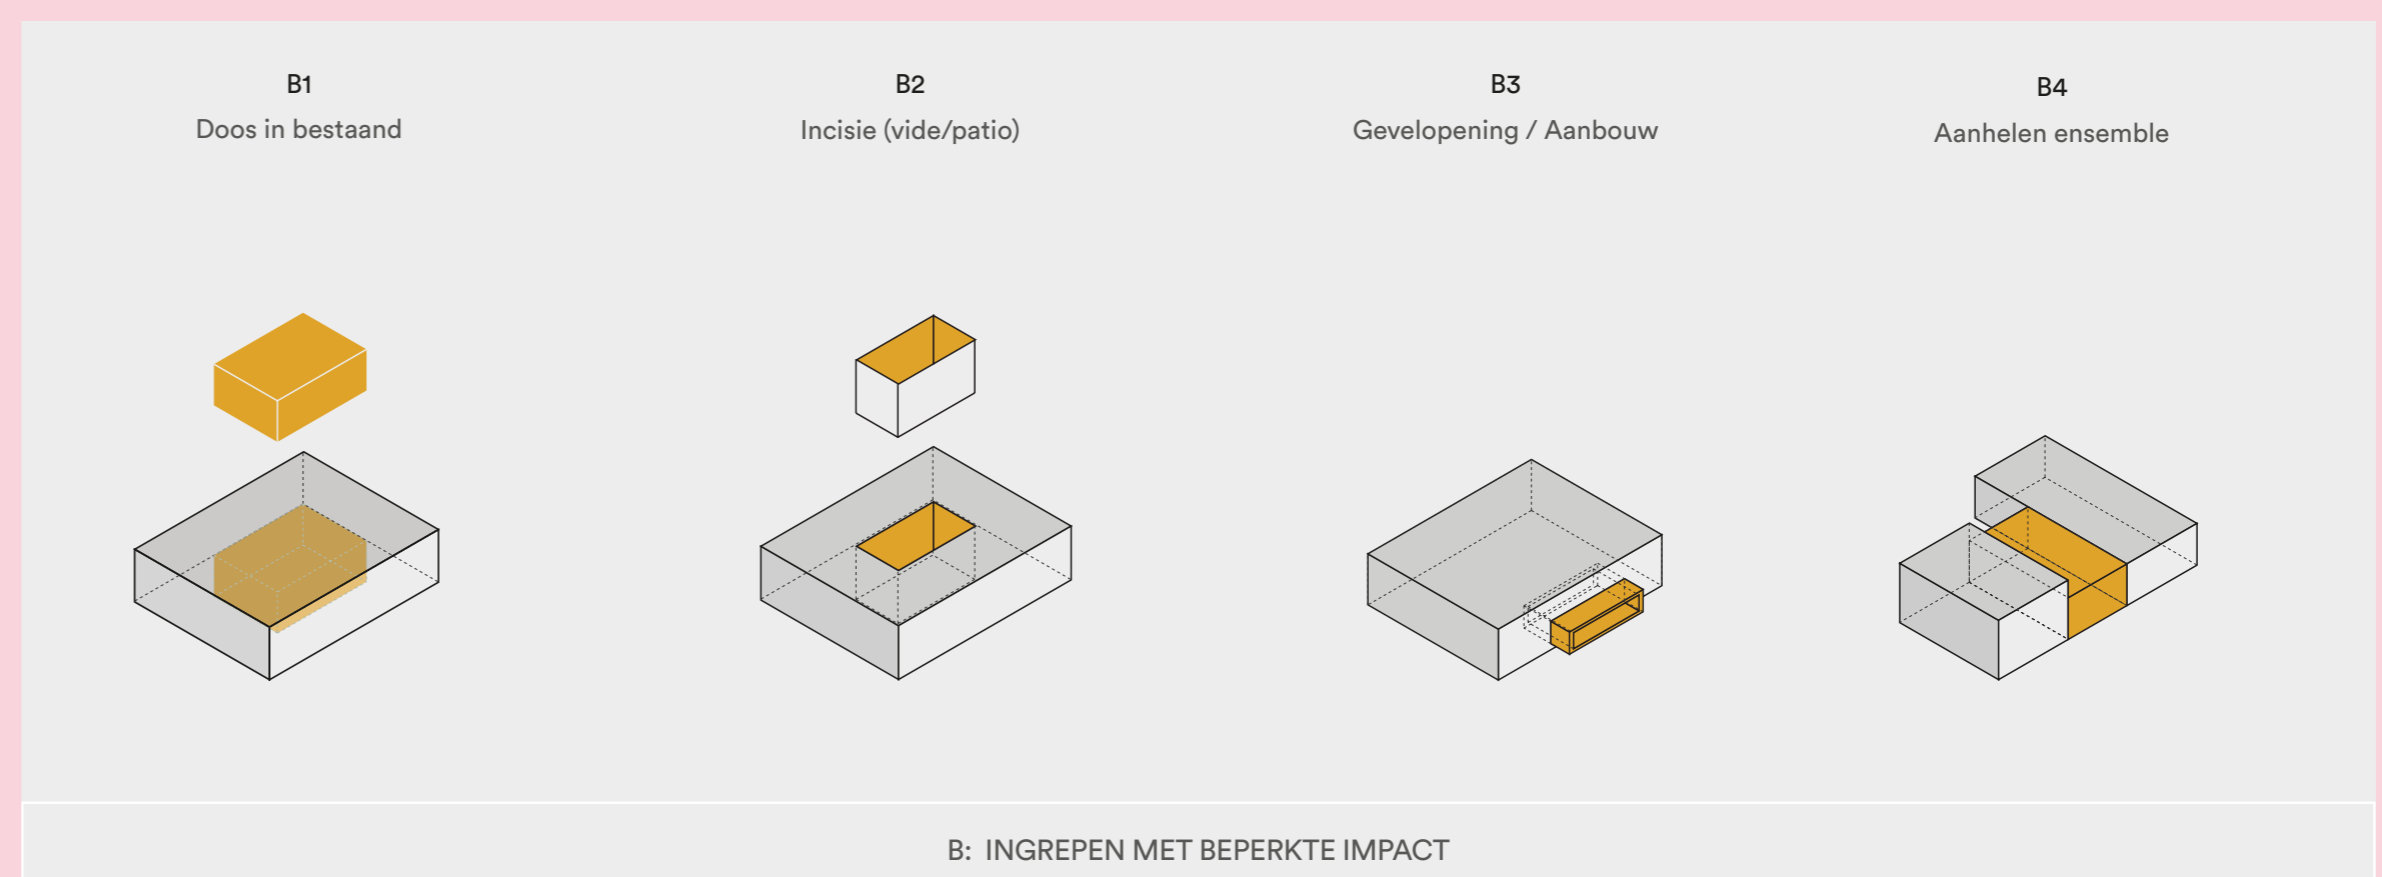 B1
Doos in bestaand
B2
Incisie (vide/patio)
B3
Gevelopening / Aanbouw
B4
Aanhelen ensemble
B: INGREPEN MET BEPERKTE IMPACT